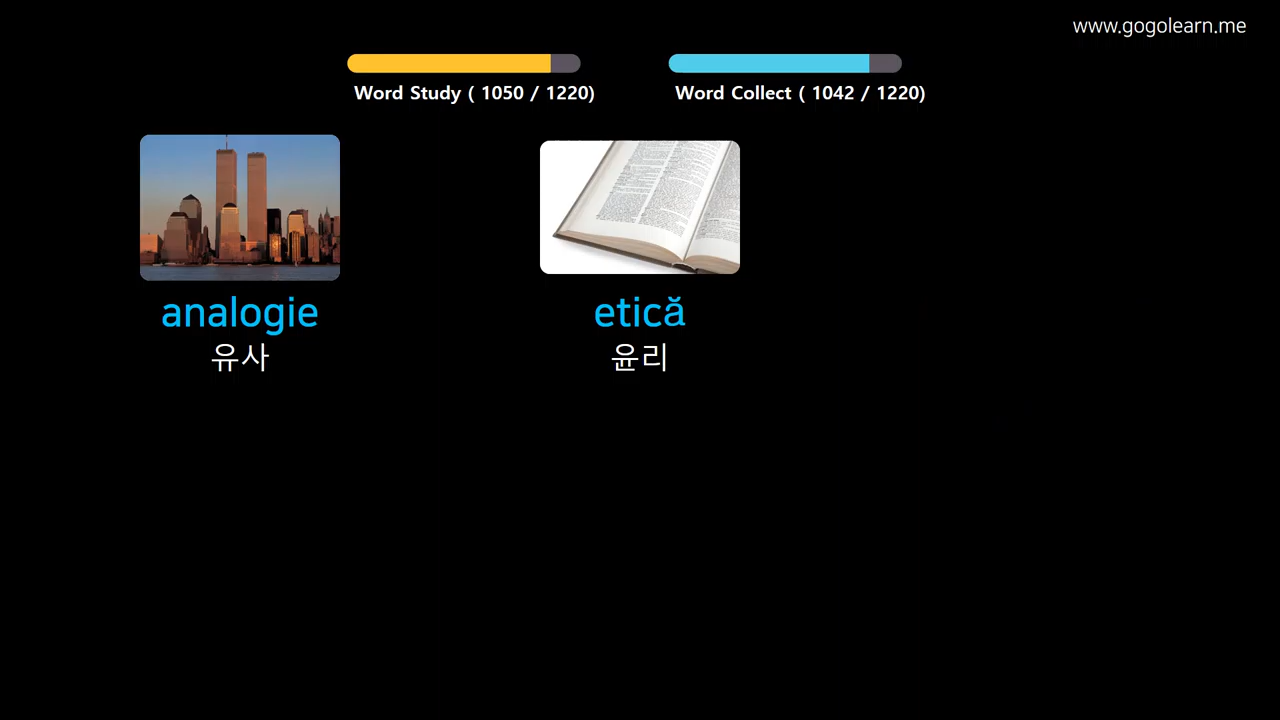 www.gogolearn.me
Word Study ( 1050 / 1220)
Word Collect ( 1042 / 1220)
analogie
유사
etică
윤리